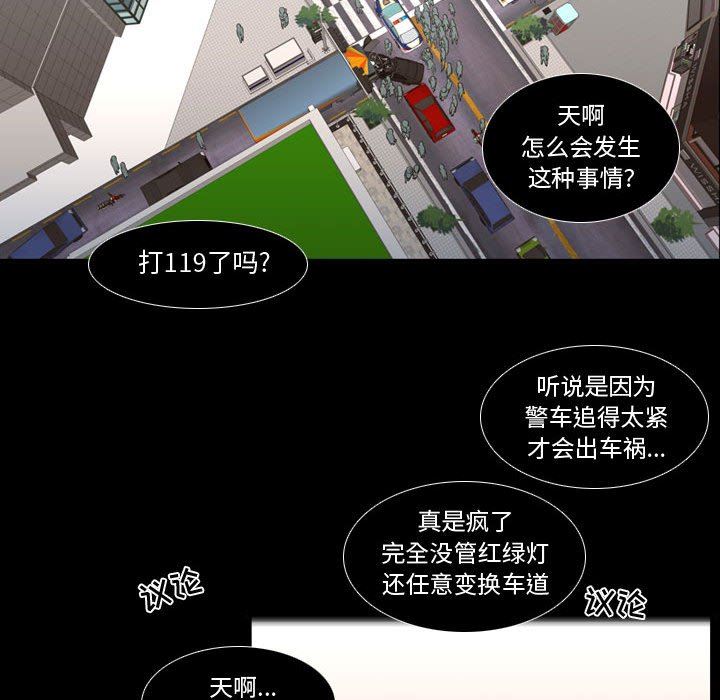 天啊
怎么会发生
这种事情?
打119了吗?
听说是因为
警车追得太紧
才会出车祸...
真是疯了
完全没管红绿灯
还任意变换车道
议论
议论
天啊...